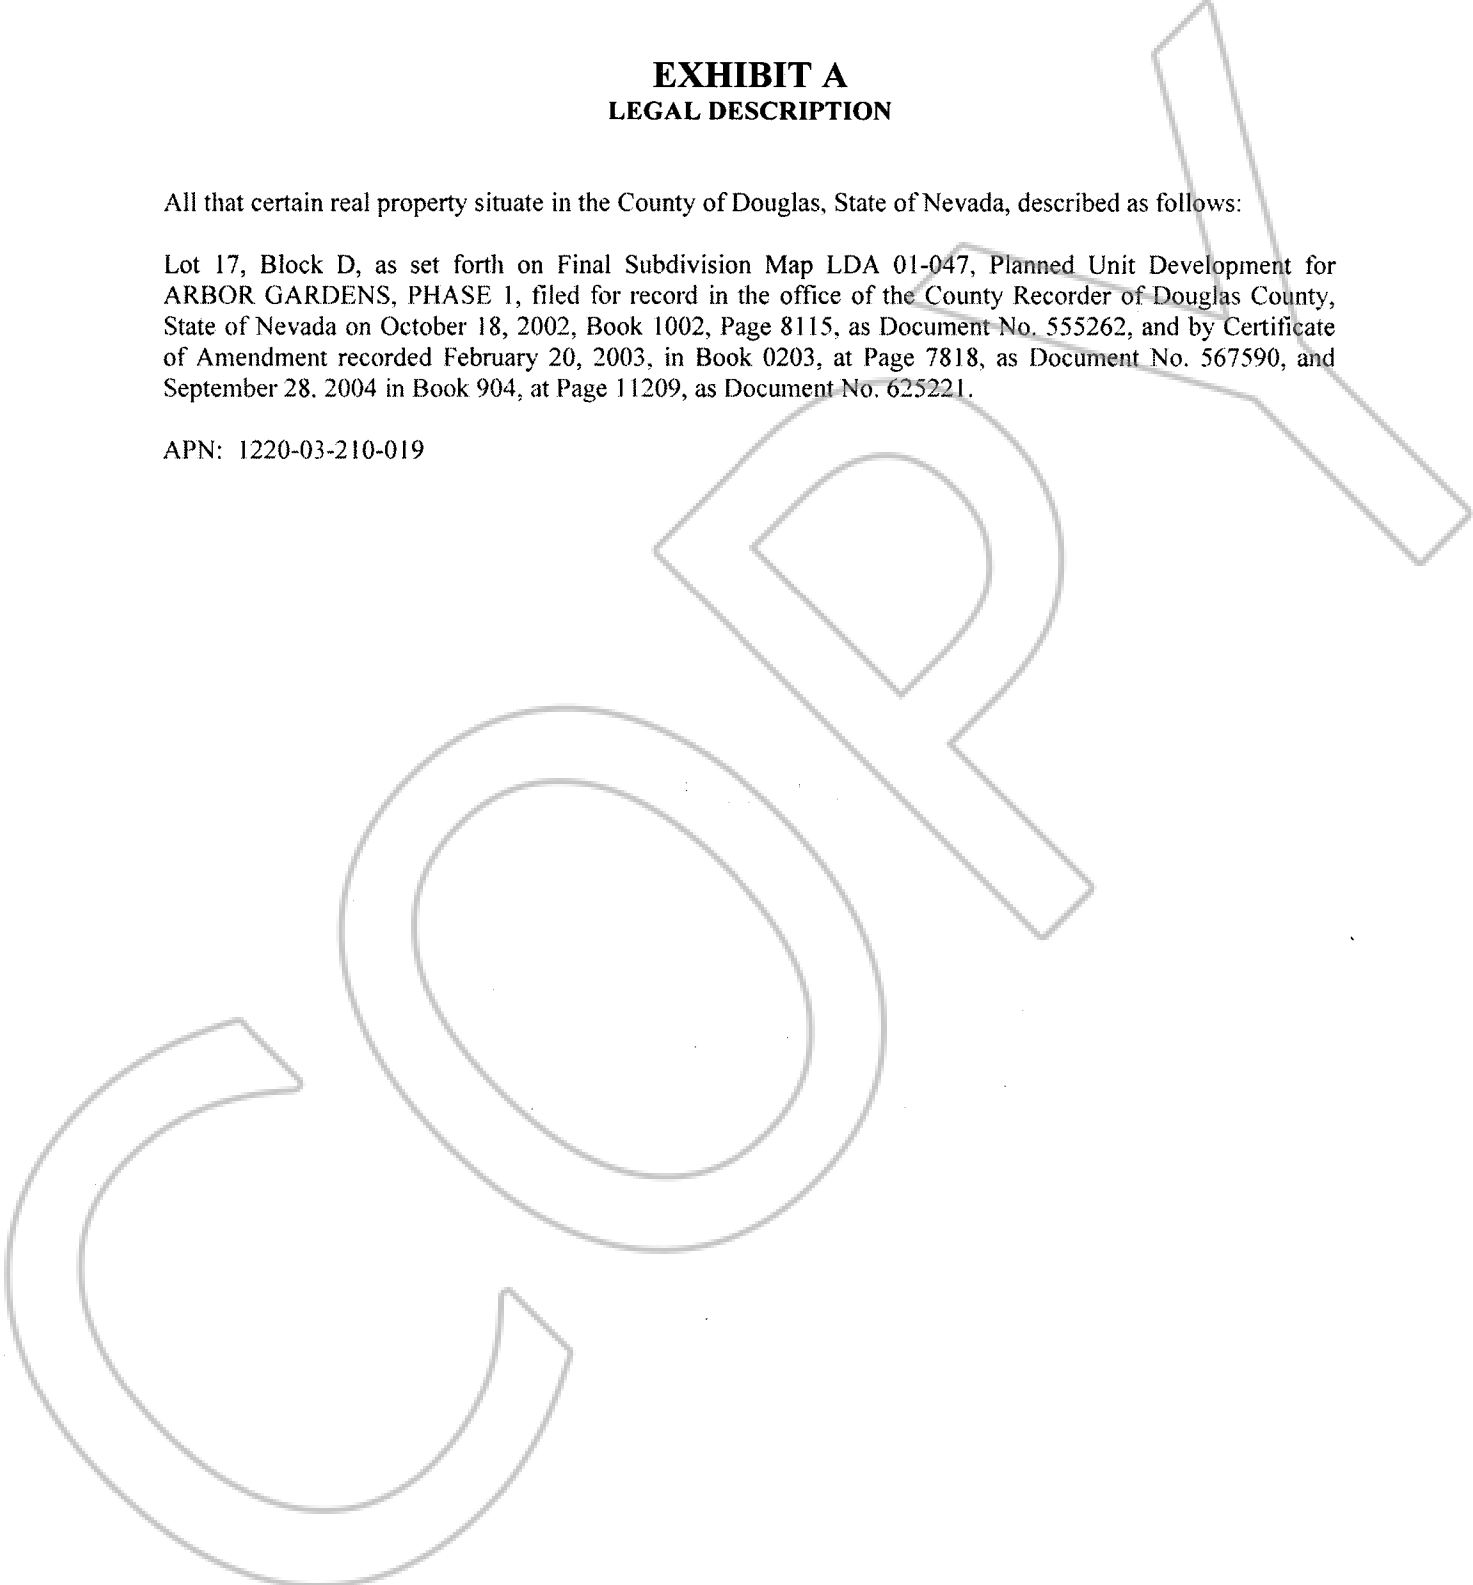 EXHIBIT A
LEGAL DESCRIPTION
All that certain real property situate in the County of Douglas, State of Nevada, described as follows:
Lot 17, Block D, as set forth on Final Subdivision Map LDA 01-047, Planned Unit Development for
ARBOR GARDENS, PHASE 1, filed for record in the office of the County Recorder of Douglas County,
State of Nevada on October 18, 2002, Book 1002, Page 8115, as Document No. 555262, and by Certificate
of Amendment recorded February 20, 2003, in Book 0203, at Page 7818, as Document No. 567590, and
September 28. 2004 in Book 904, at Page 11209, as Document No. 625221.
APN: 1220-03-210-019
COPY